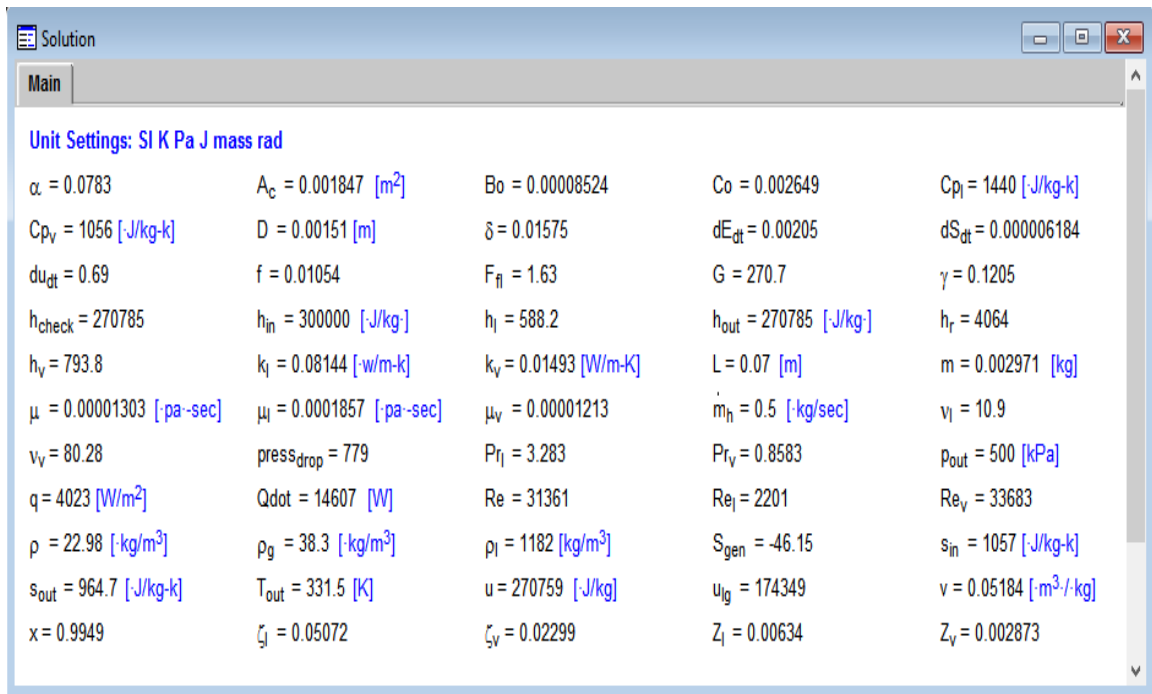 Solution
Main
Unit Settings: SI K Pa J mass rad
α = 0.0783 A_c = 0.001847 [m²] Bo = 0.00008524 Co = 0.002649 Cp_l = 1440 [·J/kg-k]
Cp_v = 1056 [·J/kg-k] D = 0.00151 [m] δ = 0.01575 dE_dt = 0.00205 dS_dt = 0.000006184
du_dt = 0.69 f = 0.01054 F_fl = 1.63 G = 270.7 γ = 0.1205
h_check = 270785 h_in = 300000 [·J/kg·] h_l = 588.2 h_out = 270785 [·J/kg·] h_r = 4064
h_v = 793.8 k_l = 0.08144 [·w/m-k] k_v = 0.01493 [W/m-K] L = 0.07 [m] m = 0.002971 [kg]
μ = 0.00001303 [·pa·-sec] μ_l = 0.0001857 [·pa·-sec] μ_v = 0.00001213 ṁ_h = 0.5 [·kg/sec] ν_l = 10.9
ν_v = 80.28 press_drop = 779 Pr_l = 3.283 Pr_v = 0.8583 p_out = 500 [kPa]
q = 4023 [W/m²] Qdot = 14607 [W] Re = 31361 Re_l = 2201 Re_v = 33683
ρ = 22.98 [·kg/m³] ρ_g = 38.3 [·kg/m³] ρ_l = 1182 [kg/m³] S_gen = -46.15 s_in = 1057 [·J/kg-k]
s_out = 964.7 [·J/kg-k] T_out = 331.5 [K] u = 270759 [·J/kg] u_lg = 174349 v = 0.05184 [·m³·/·kg]
x = 0.9949 ζ_l = 0.05072 ζ_v = 0.02299 Z_l = 0.00634 Z_v = 0.002873